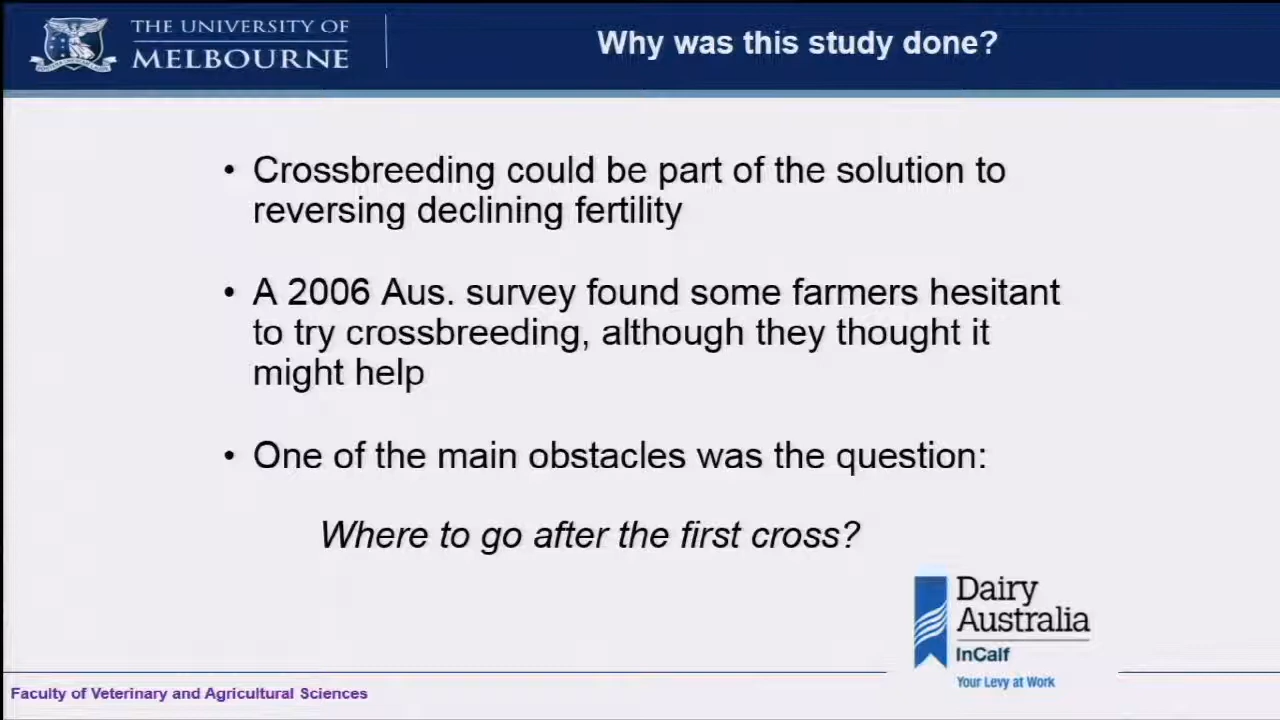 THE UNIVERSITY OF
MELBOURNE
Why was this study done?
• Crossbreeding could be part of the solution to
reversing declining fertility
• A 2006 Aus. survey found some farmers hesitant
to try crossbreeding, although they thought it
might help
• One of the main obstacles was the question:
Where to go after the first cross?
Dairy
Australia
InCalf
Your Levy at Work
Faculty of Veterinary and Agricultural Sciences